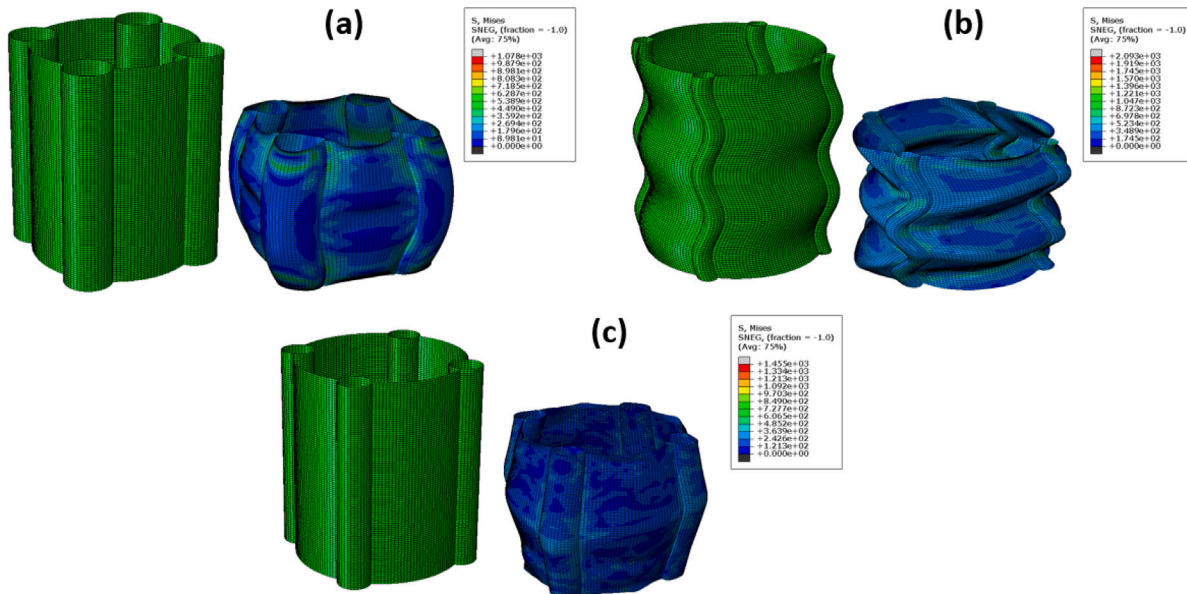 (a)
S, Mises
SNEG, (fraction = -1.0)
(Avg: 75%)
+1.078e+03
+9.879e+02
+8.981e+02
+8.083e+02
+7.185e+02
+6.287e+02
+5.389e+02
+4.490e+02
+3.592e+02
+2.694e+02
+1.796e+02
+8.981e+01
+0.000e+00
(b)
S, Mises
SNEG, (fraction = -1.0)
(Avg: 75%)
+2.093e+03
+1.919e+03
+1.745e+03
+1.570e+03
+1.396e+03
+1.221e+03
+1.047e+03
+8.723e+02
+6.978e+02
+5.234e+02
+3.489e+02
+1.745e+02
+0.000e+00
(c)
S, Mises
SNEG, (fraction = -1.0)
(Avg: 75%)
+1.455e+03
+1.334e+03
+1.213e+03
+1.092e+03
+9.703e+02
+8.490e+02
+7.277e+02
+6.065e+02
+4.852e+02
+3.639e+02
+2.426e+02
+1.213e+02
+0.000e+00